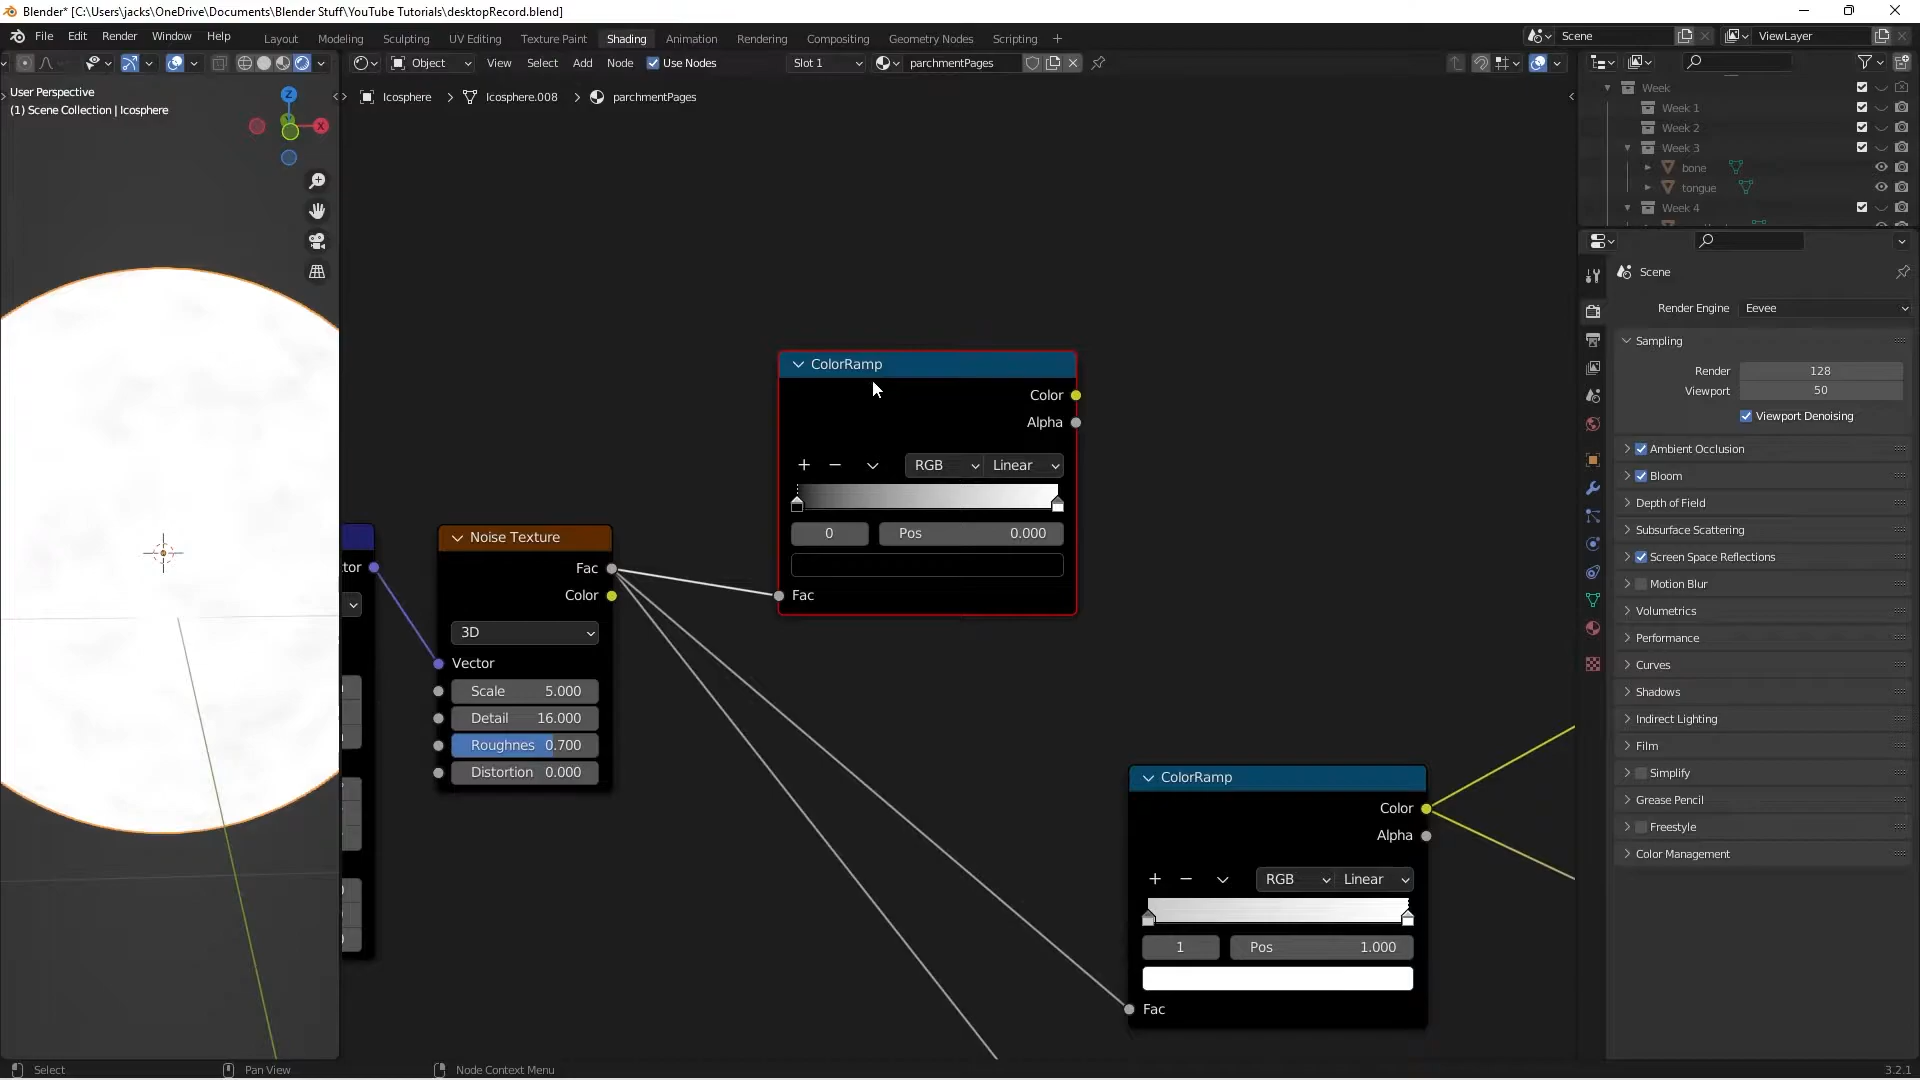 Blender* [C:\Users\jacks\OneDrive\Documents\Blender Stuff\YouTube Tutorials\desktopRecord.blend]
File Edit Render Window Help
Layout Modeling Sculpting UV Editing Texture Paint Shading Animation Rendering Compositing Geometry Nodes Scripting +
Scene
ViewLayer
Object View Select Add Node Use Nodes Slot 1 parchmentPages
User Perspective
(1) Scene Collection | Icosphere
Z
X
Icosphere > Icosphere.008 > parchmentPages
Week
Week 1
Week 2
Week 3
bone
tongue
Week 4
Scene
Render Engine Eevee
Sampling
Render 128
Viewport 50
Viewport Denoising
Ambient Occlusion
Bloom
Depth of Field
Subsurface Scattering
Screen Space Reflections
Motion Blur
Volumetrics
Performance
Curves
Shadows
Indirect Lighting
Film
Simplify
Grease Pencil
Freestyle
Color Management
ColorRamp
Color
Alpha
RGB Linear
0 Pos 0.000
Fac
tor
Noise Texture
Fac
Color
3D
Vector
Scale 5.000
Detail 16.000
Roughnes 0.700
Distortion 0.000
ColorRamp
Color
Alpha
RGB Linear
1 Pos 1.000
Fac
Select Pan View Node Context Menu 3.2.1